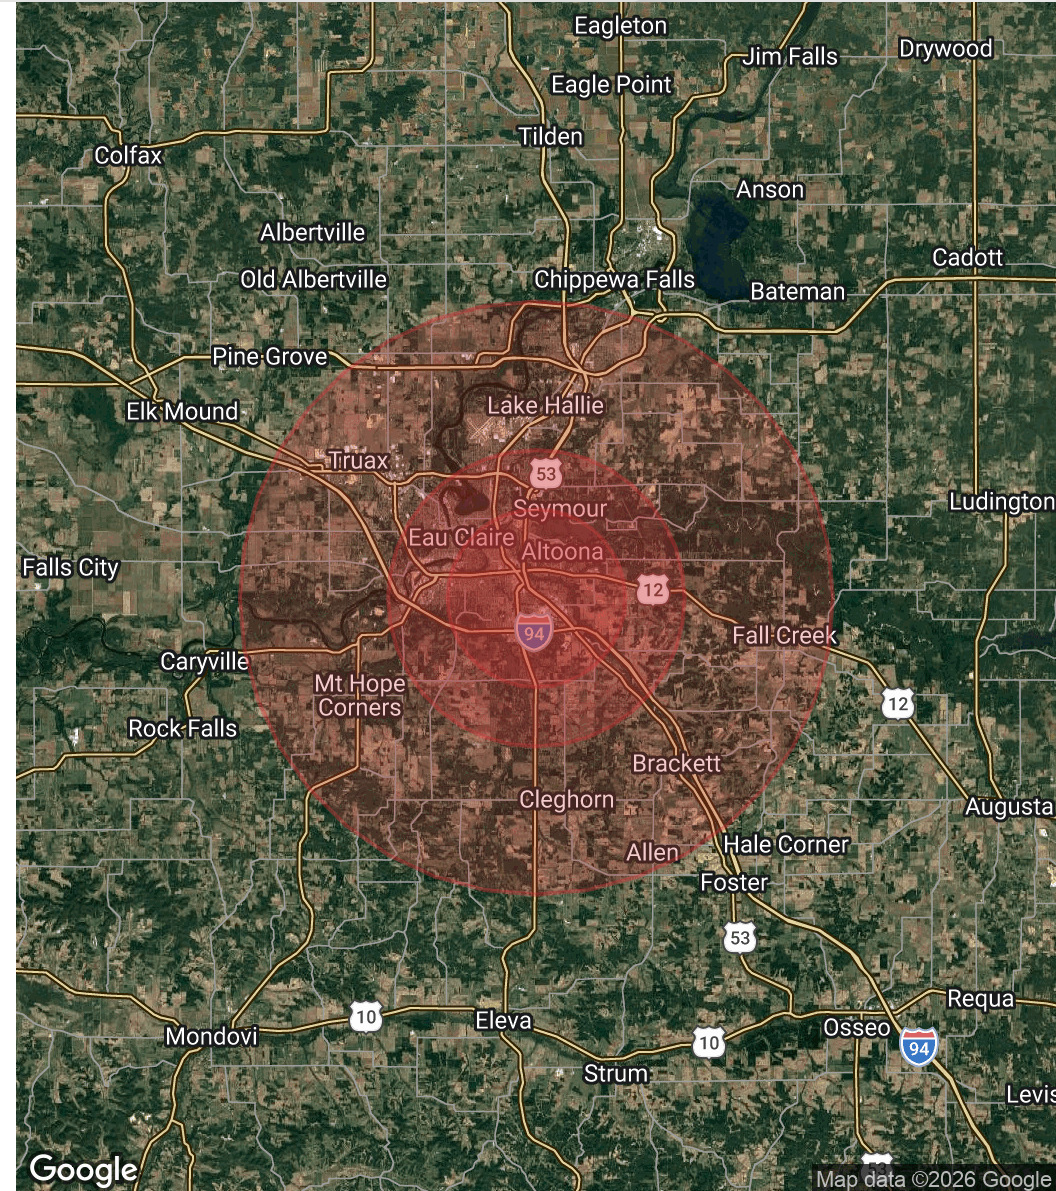 Eagleton
Drywood
Jim Falls
Eagle Point
Tilden
Colfax
Anson
Albertville
Cadott
Old Albertville
Chippewa Falls
Bateman
Pine Grove
Lake Hallie
Elk Mound
Truax
53
Ludington
Seymour
Eau Claire
Altoona
Falls City
12
94
Fall Creek
Caryville
Mt Hope
Corners
12
Rock Falls
Brackett
Cleghorn
Augusta
Hale Corner
Allen
Foster
53
Requa
10
Eleva
Osseo
Mondovi
10
94
Strum
Levis
Google
Map data ©2026 Google